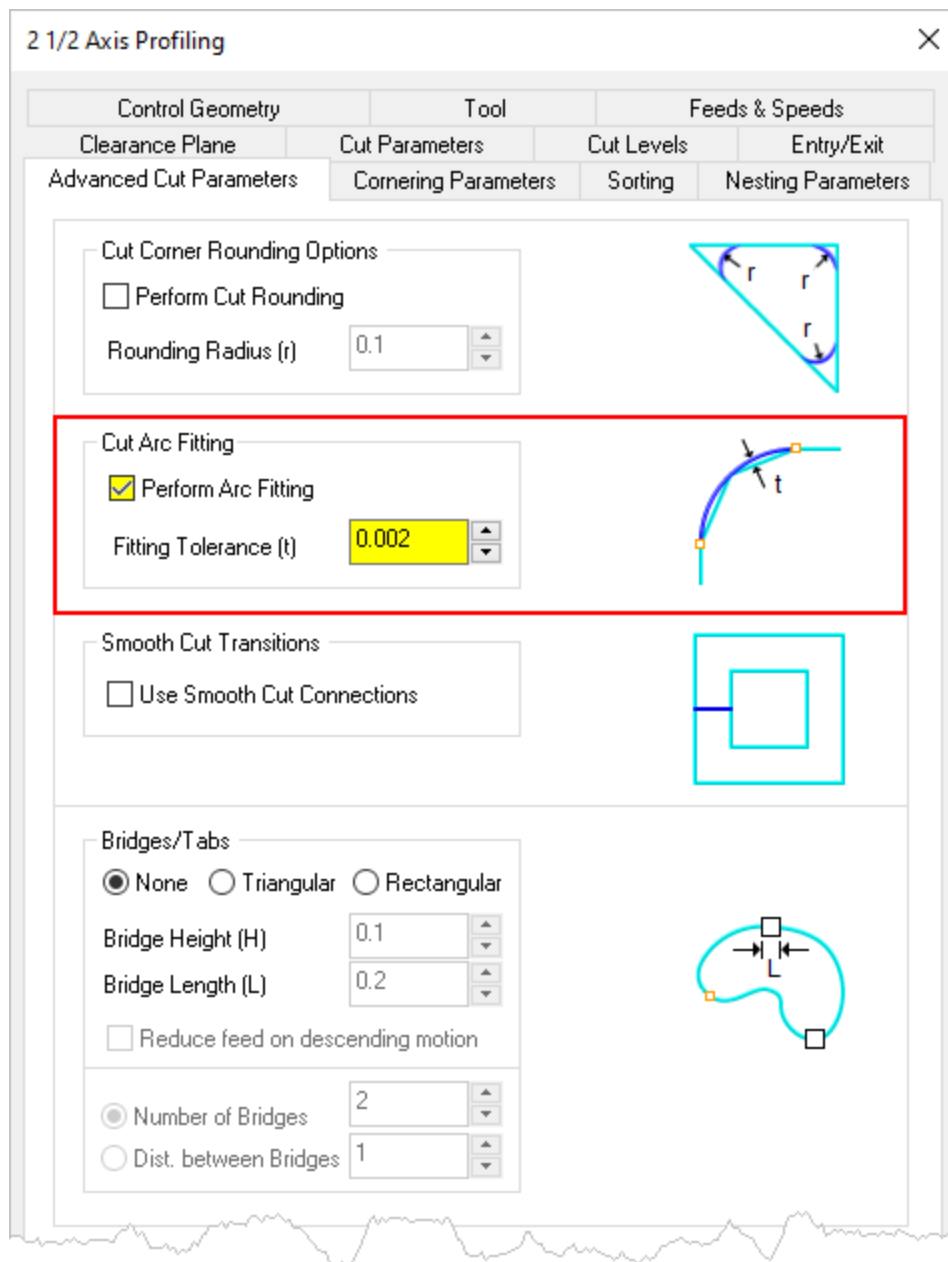 2 1/2 Axis Profiling
Control Geometry Tool Feeds & Speeds
Clearance Plane Cut Parameters Cut Levels Entry/Exit
Advanced Cut Parameters Cornering Parameters Sorting Nesting Parameters
Cut Corner Rounding Options
Perform Cut Rounding
Rounding Radius (r) 0.1
r
r
r
Cut Arc Fitting
Perform Arc Fitting
Fitting Tolerance (t) 0.002
t
Smooth Cut Transitions
Use Smooth Cut Connections
Bridges/Tabs
None Triangular Rectangular
Bridge Height (H) 0.1
Bridge Length (L) 0.2
L
Reduce feed on descending motion
Number of Bridges 2
Dist. between Bridges 1